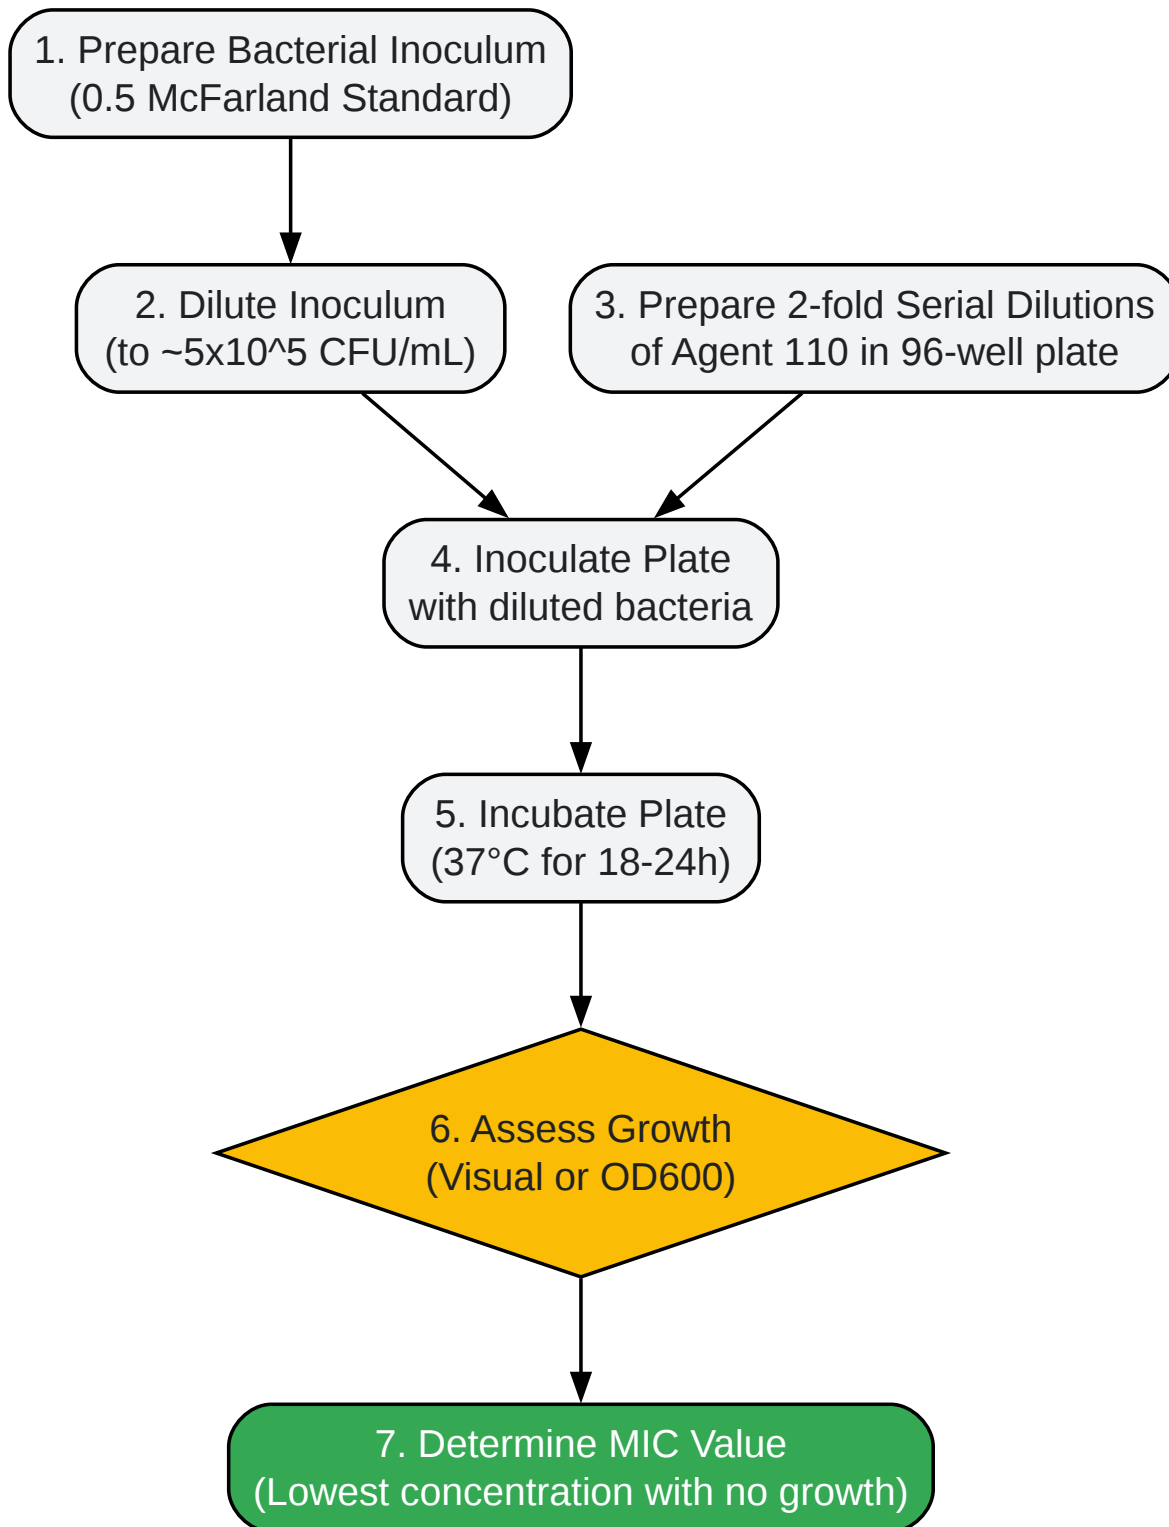 1. Prepare Bacterial Inoculum
(0.5 McFarland Standard)
2. Dilute Inoculum
(to ~5x10^5 CFU/mL)
3. Prepare 2-fold Serial Dilutions
of Agent 110 in 96-well plate
4. Inoculate Plate
with diluted bacteria
5. Incubate Plate
(37°C for 18-24h)
6. Assess Growth
(Visual or OD600)
7. Determine MIC Value
(Lowest concentration with no growth)